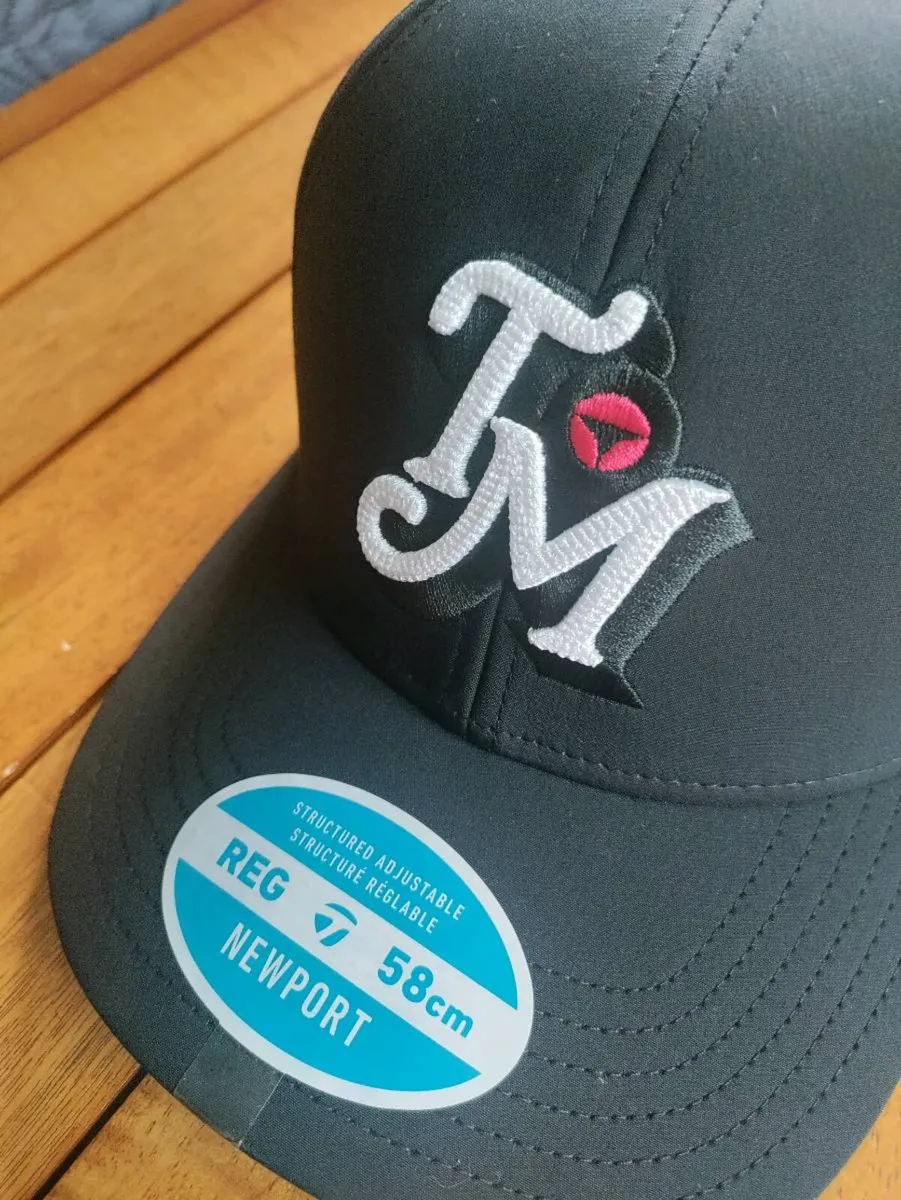 TM
STRUCTURED ADJUSTABLE
STRUCTURÉ RÉGLABLE
REG 58cm
NEWPORT